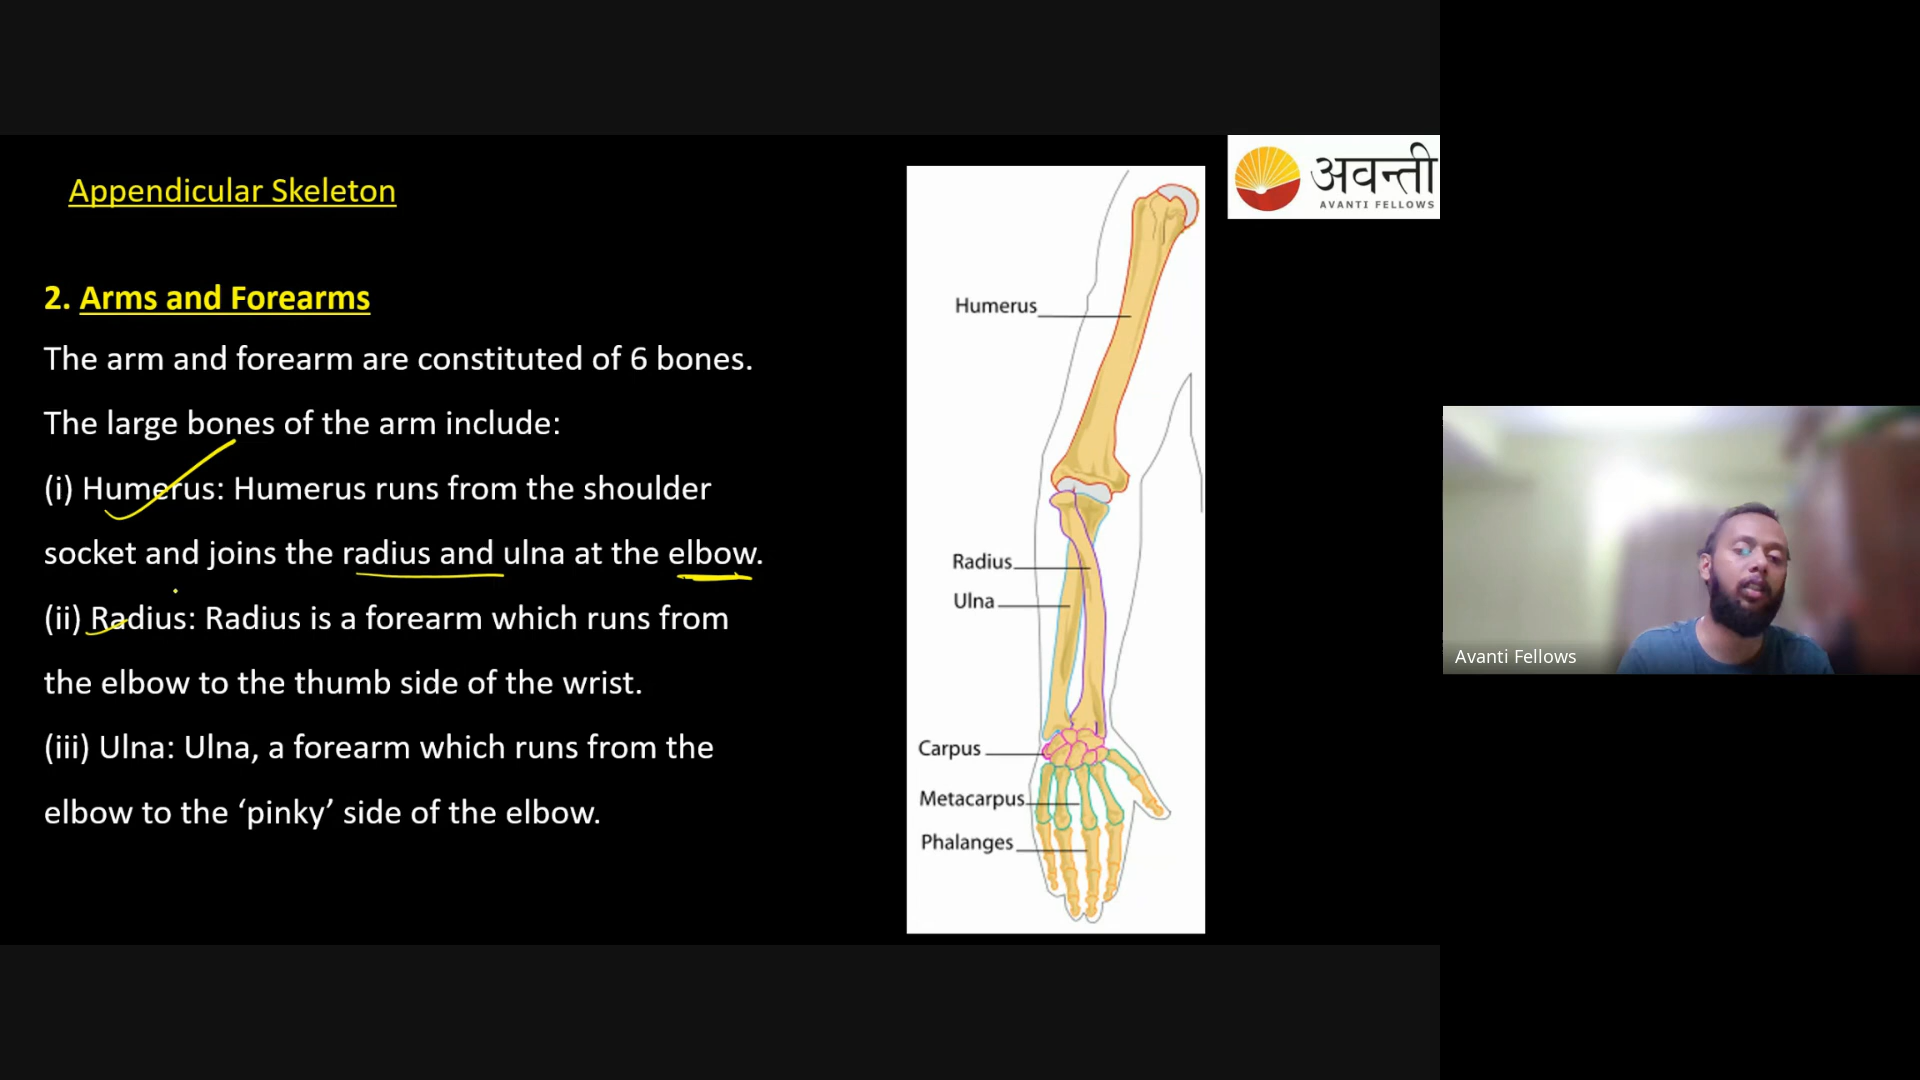 Appendicular Skeleton
अवन्ती
AVANTI FELLOWS
2. Arms and Forearms
The arm and forearm are constituted of 6 bones.
The large bones of the arm include:
(i) Humerus: Humerus runs from the shoulder
socket and joins the radius and ulna at the elbow.
(ii) Radius: Radius is a forearm which runs from
the elbow to the thumb side of the wrist.
(iii) Ulna: Ulna, a forearm which runs from the
elbow to the ‘pinky’ side of the elbow.
Humerus
Radius
Ulna
Carpus
Metacarpus
Phalanges
Avanti Fellows